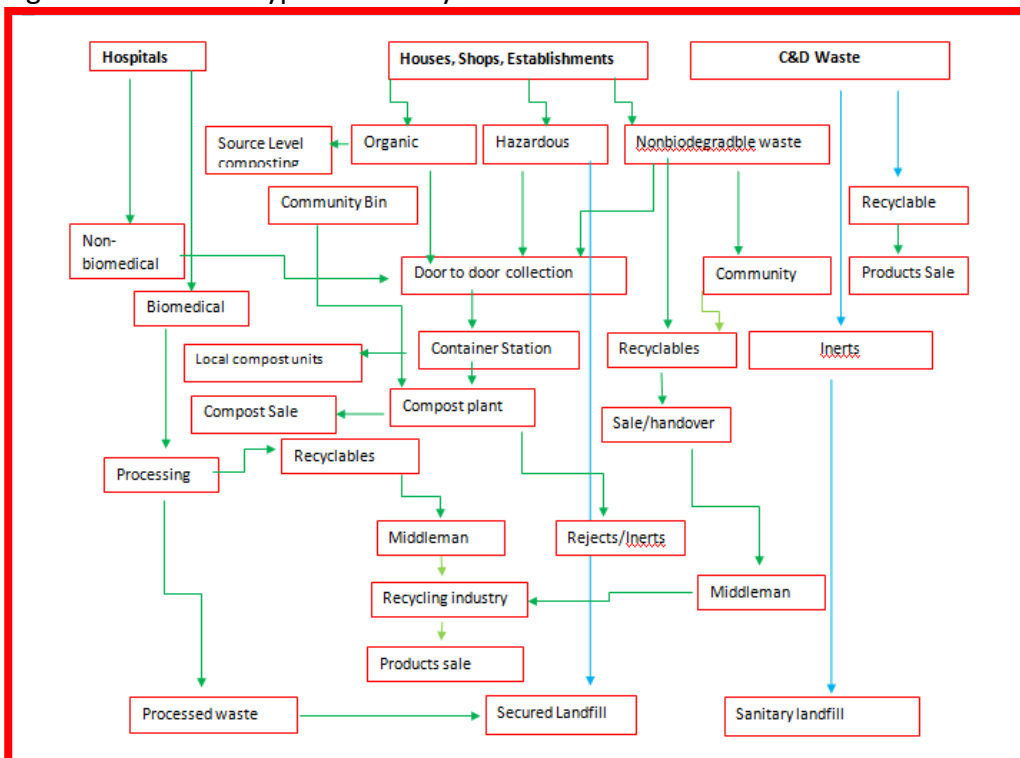 Hospitals
Houses, Shops, Establishments
C&D Waste
Source Level
composting
Organic
Hazardous
Nonbiodegradble waste
Community Bin
Recyclable
Non-
biomedical
Door to door collection
Community
Products Sale
Biomedical
Local compost units
Container Station
Recyclables
Inerts
Compost Sale
Compost plant
Sale/handover
Processing
Recyclables
Middleman
Rejects/Inerts
Recycling industry
Middleman
Products sale
Processed waste
Secured Landfill
Sanitary landfill